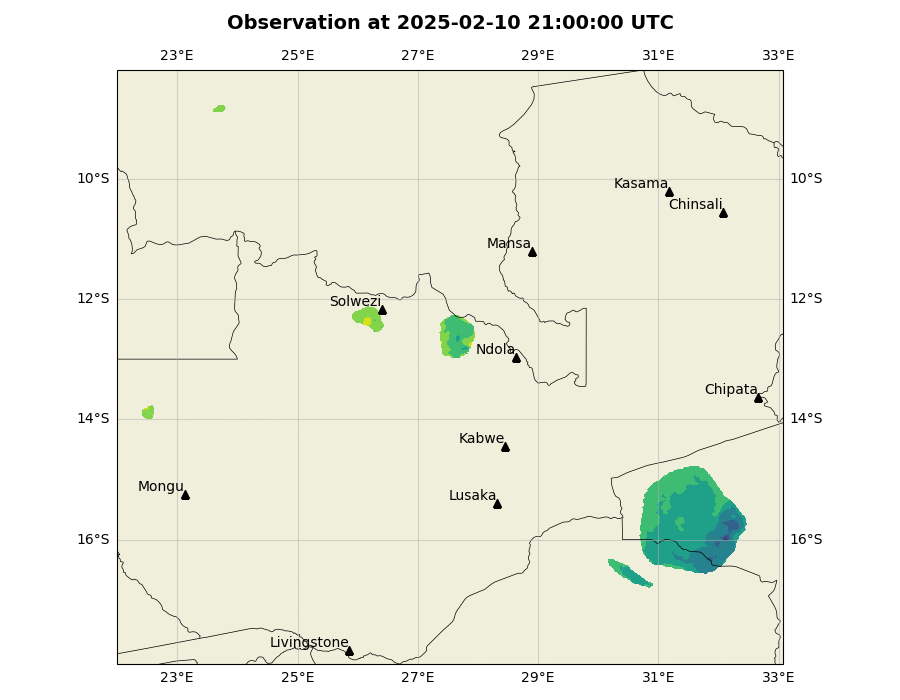 Observation at 2025-02-10 21:00:00 UTC
23°E 25°E 27°E 29°E 31°E 33°E
10°S 10°S
Kasama
Chinsali
Mansa
12°S 12°S
Solwezi
Ndola
Chipata
14°S 14°S
Kabwe
Mongu
Lusaka
16°S 16°S
Livingstone
23°E 25°E 27°E 29°E 31°E 33°E